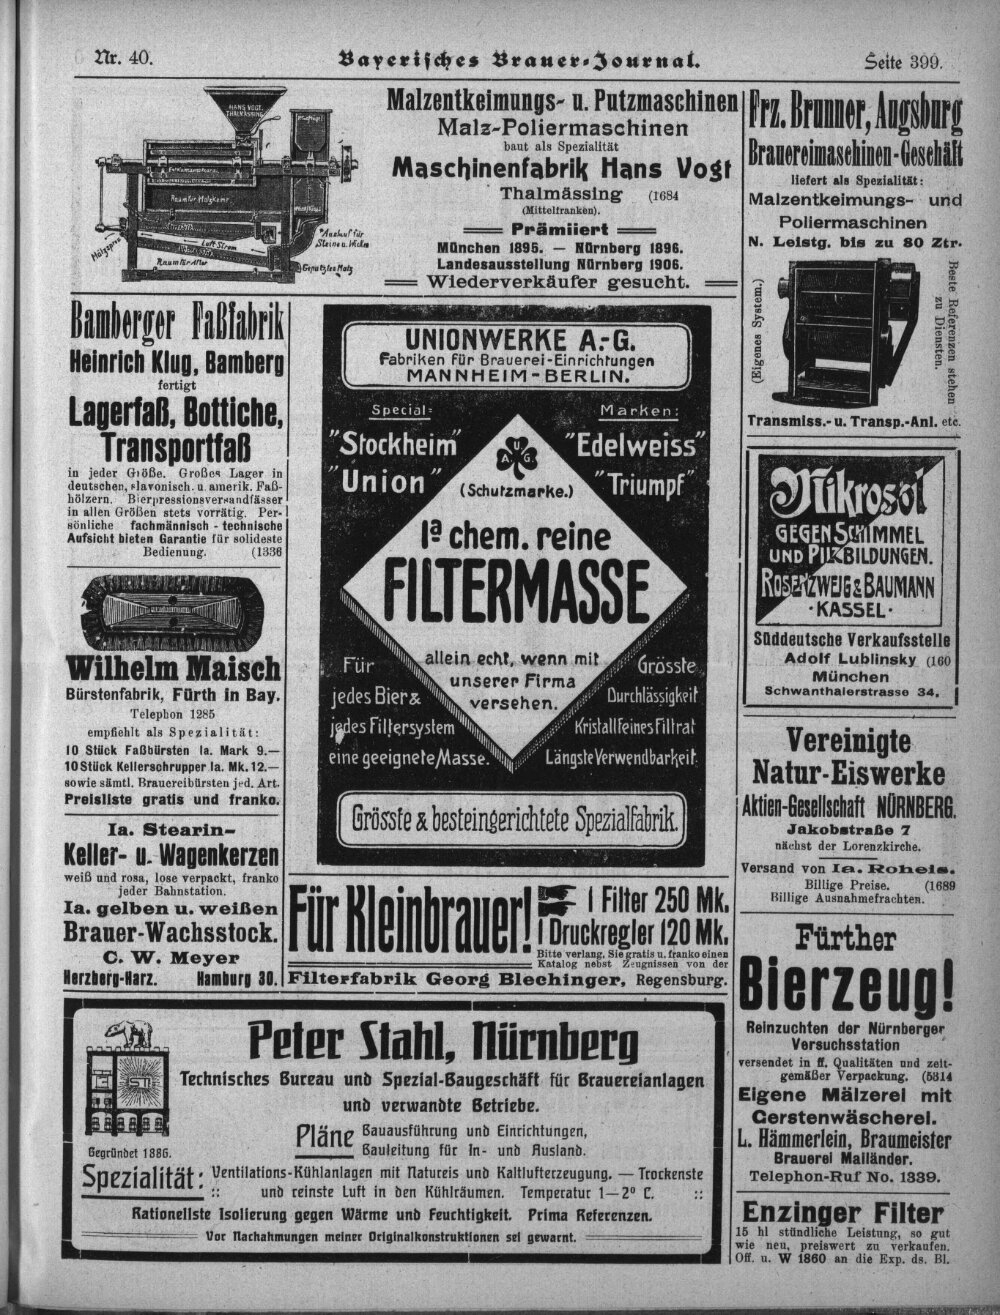 Nr. 40.
Bayerisches Brauer-Journal.
Seite 399.
HANS VOGT.
THALMÄSSING
Raum für Malzkeime
Luft Strom
Raum für After
Auslauf für
Steine u. Wicken
Geputztes Malz
Malzentkeimungs- u. Putzmaschinen
Malz-Poliermaschinen
baut als Spezialität
Maschinenfabrik Hans Vogt
Thalmässing (1684
(Mittelfranken).
Prämiiert
München 1895. — Nürnberg 1896.
Landesausstellung Nürnberg 1906.
Wiederverkäufer gesucht.
Frz. Brunner, Augsburg
Brauereimaschinen-Geschäft
liefert als Spezialität:
Malzentkeimungs- und
Poliermaschinen
N. Leistg. bis zu 80 Ztr.
(Eigenes System.)
Beste Referenzen stehen
zu Diensten.
Transmiss.- u. Transp.-Anl. etc.
Bamberger Faßfabrik
Heinrich Klug, Bamberg
fertigt
Lagerfaß, Bottiche,
Transportfaß
in jeder Größe. Großes Lager in
deutschen, slavonisch. u. amerik. Faß-
hölzern. Bierpressionsversandfässer
in allen Größen stets vorrätig. Per-
sönliche fachmännisch - technische
Aufsicht bieten Garantie für solideste
Bedienung. (1336
Wilhelm Maisch
Bürstenfabrik, Fürth in Bay.
Telephon 1285
empfiehlt als Spezialität:
10 Stück Faßbürsten Ia. Mark 9.—
10 Stück Kellerschrupper Ia. Mk. 12.—
sowie sämtl. Brauereibürsten jed. Art.
Preisliste gratis und franko.
Ia. Stearin-
Keller- u. Wagenkerzen
weiß und rosa, lose verpackt, franko
jeder Bahnstation.
Ia. gelben u. weißen
Brauer-Wachsstock.
C. W. Meyer
Herzberg-Harz. Hamburg 30.
UNIONWERKE A.-G.
Fabriken für Brauerei-Einrichtungen
MANNHEIM-BERLIN.
Special- Marken:
"Stockheim" "Edelweiss"
"Union" "Triumpf"
U
A G
(Schutzmarke.)
Ia chem. reine
FILTERMASSE
allein echt, wenn mit
unserer Firma
versehen.
Für
jedes Bier &
jedes Filtersystem
eine geeignete Masse.
Grösste
Durchlässigkeit
Kristallfeines Filtrat
Längste Verwendbarkeit.
Grösste & besteingerichtete Spezialfabrik.
Für Kleinbrauer!
1 Filter 250 Mk.
1 Druckregler 120 Mk.
Bitte verlang. Sie gratis u. franko einen
Katalog nebst Zeugnissen von der
Filterfabrik Georg Blechinger, Regensburg.
Mikrosol
GEGEN SCHIMMEL
UND PILZBILDUNGEN.
ROSENZWEIG & BAUMANN
· KASSEL ·
Süddeutsche Verkaufsstelle
Adolf Lublinsky (160
München
Schwanthalerstrasse 34.
Vereinigte
Natur-Eiswerke
Aktien-Gesellschaft NÜRNBERG.
Jakobstraße 7
nächst der Lorenzkirche.
Versand von Ia. Roheis.
Billige Preise. (1689
Billige Ausnahmefrachten.
Fürther
Bierzeug!
Reinzuchten der Nürnberger
Versuchsstation
versendet in ff. Qualitäten und zeit-
gemäßer Verpackung. (5314
Eigene Mälzerei mit
Gerstenwäscherei.
L. Hämmerlein, Braumeister
Brauerei Mailänder.
Telephon-Ruf No. 1339.
Enzinger Filter
15 hl stündliche Leistung, so gut
wie neu, preiswert zu verkaufen.
Off. u. W 1860 an die Exp. ds. Bl.
Gegründet 1886.
Peter Stahl, Nürnberg
Technisches Bureau und Spezial-Baugeschäft für Brauereianlagen
und verwandte Betriebe.
Pläne Bauausführung und Einrichtungen,
Bauleitung für In- und Ausland.
Spezialität: Ventilations-Kühlanlagen mit Natureis und Kaltlufterzeugung. — Trockenste
:: und reinste Luft in den Kühlräumen. Temperatur 1—2° C. ::
Rationellste Isolierung gegen Wärme und Feuchtigkeit. Prima Referenzen.
Vor Nachahmungen meiner Originalkonstruktionen sei gewarnt.